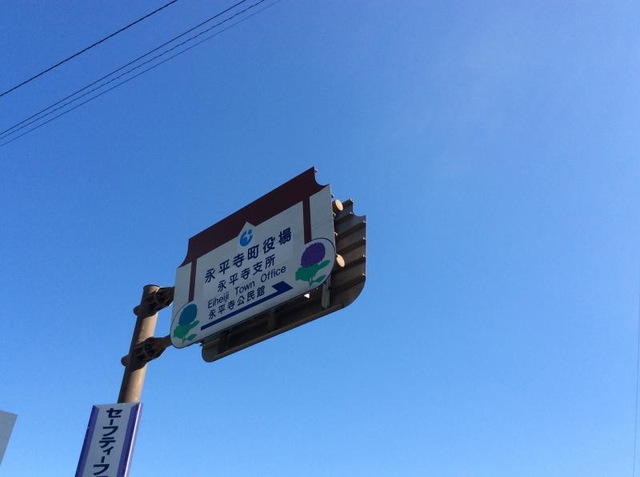 永平寺町役場
永平寺支所
Eiheiji Town Office
永平寺公民館
セーフティーフ